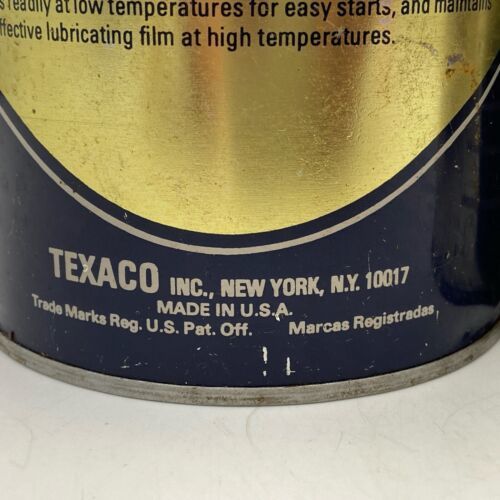 readily at low temperatures for easy starts, and maintains
effective lubricating film at high temperatures.
TEXACO INC., NEW YORK, N.Y. 10017
MADE IN U.S.A.
Trade Marks Reg. U.S. Pat. Off. Marcas Registradas